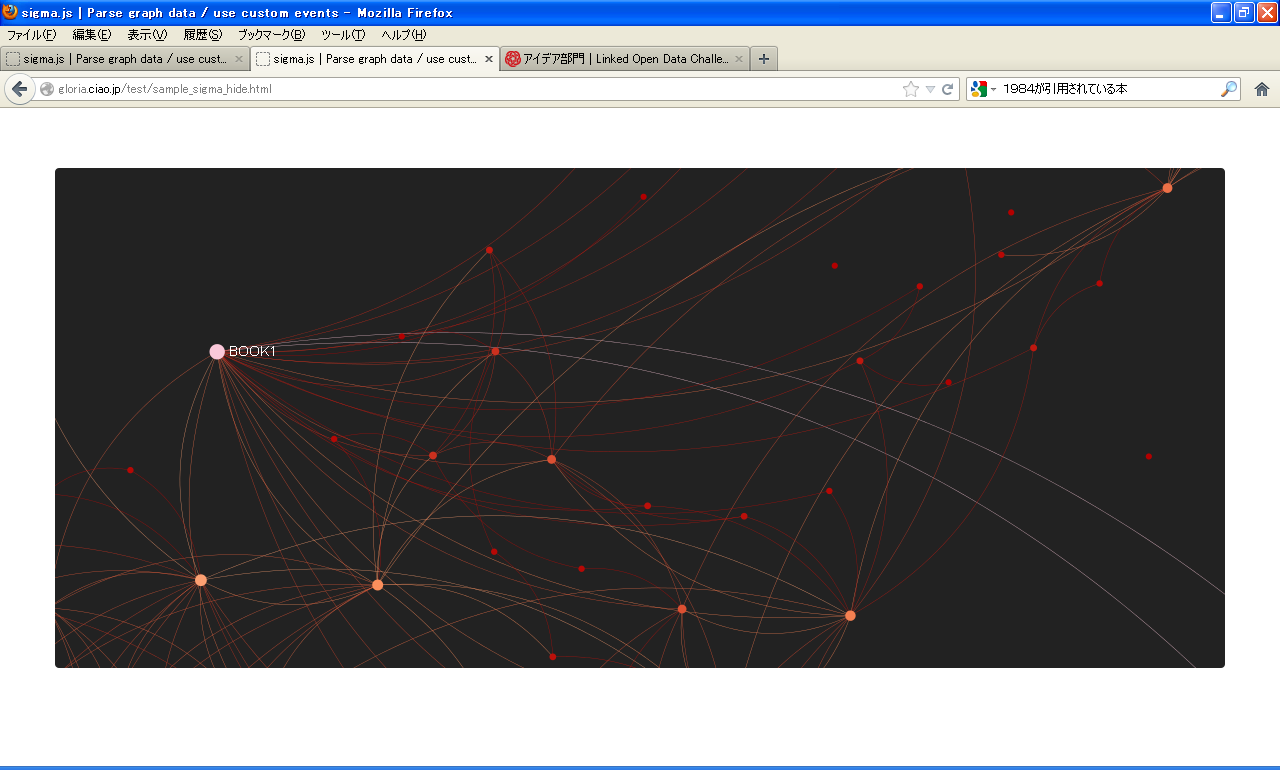 sigma.js | Parse graph data / use custom events - Mozilla Firefox
ファイル(F) 編集(E) 表示(V) 履歴(S) ブックマーク(B) ツール(T) ヘルプ(H)
sigma.js | Parse graph data / use cust... sigma.js | Parse graph data / use cust... アイデア部門 | Linked Open Data Challe...
gloria.ciao.jp/test/sample_sigma_hide.html 1984が引用されている本
BOOK1